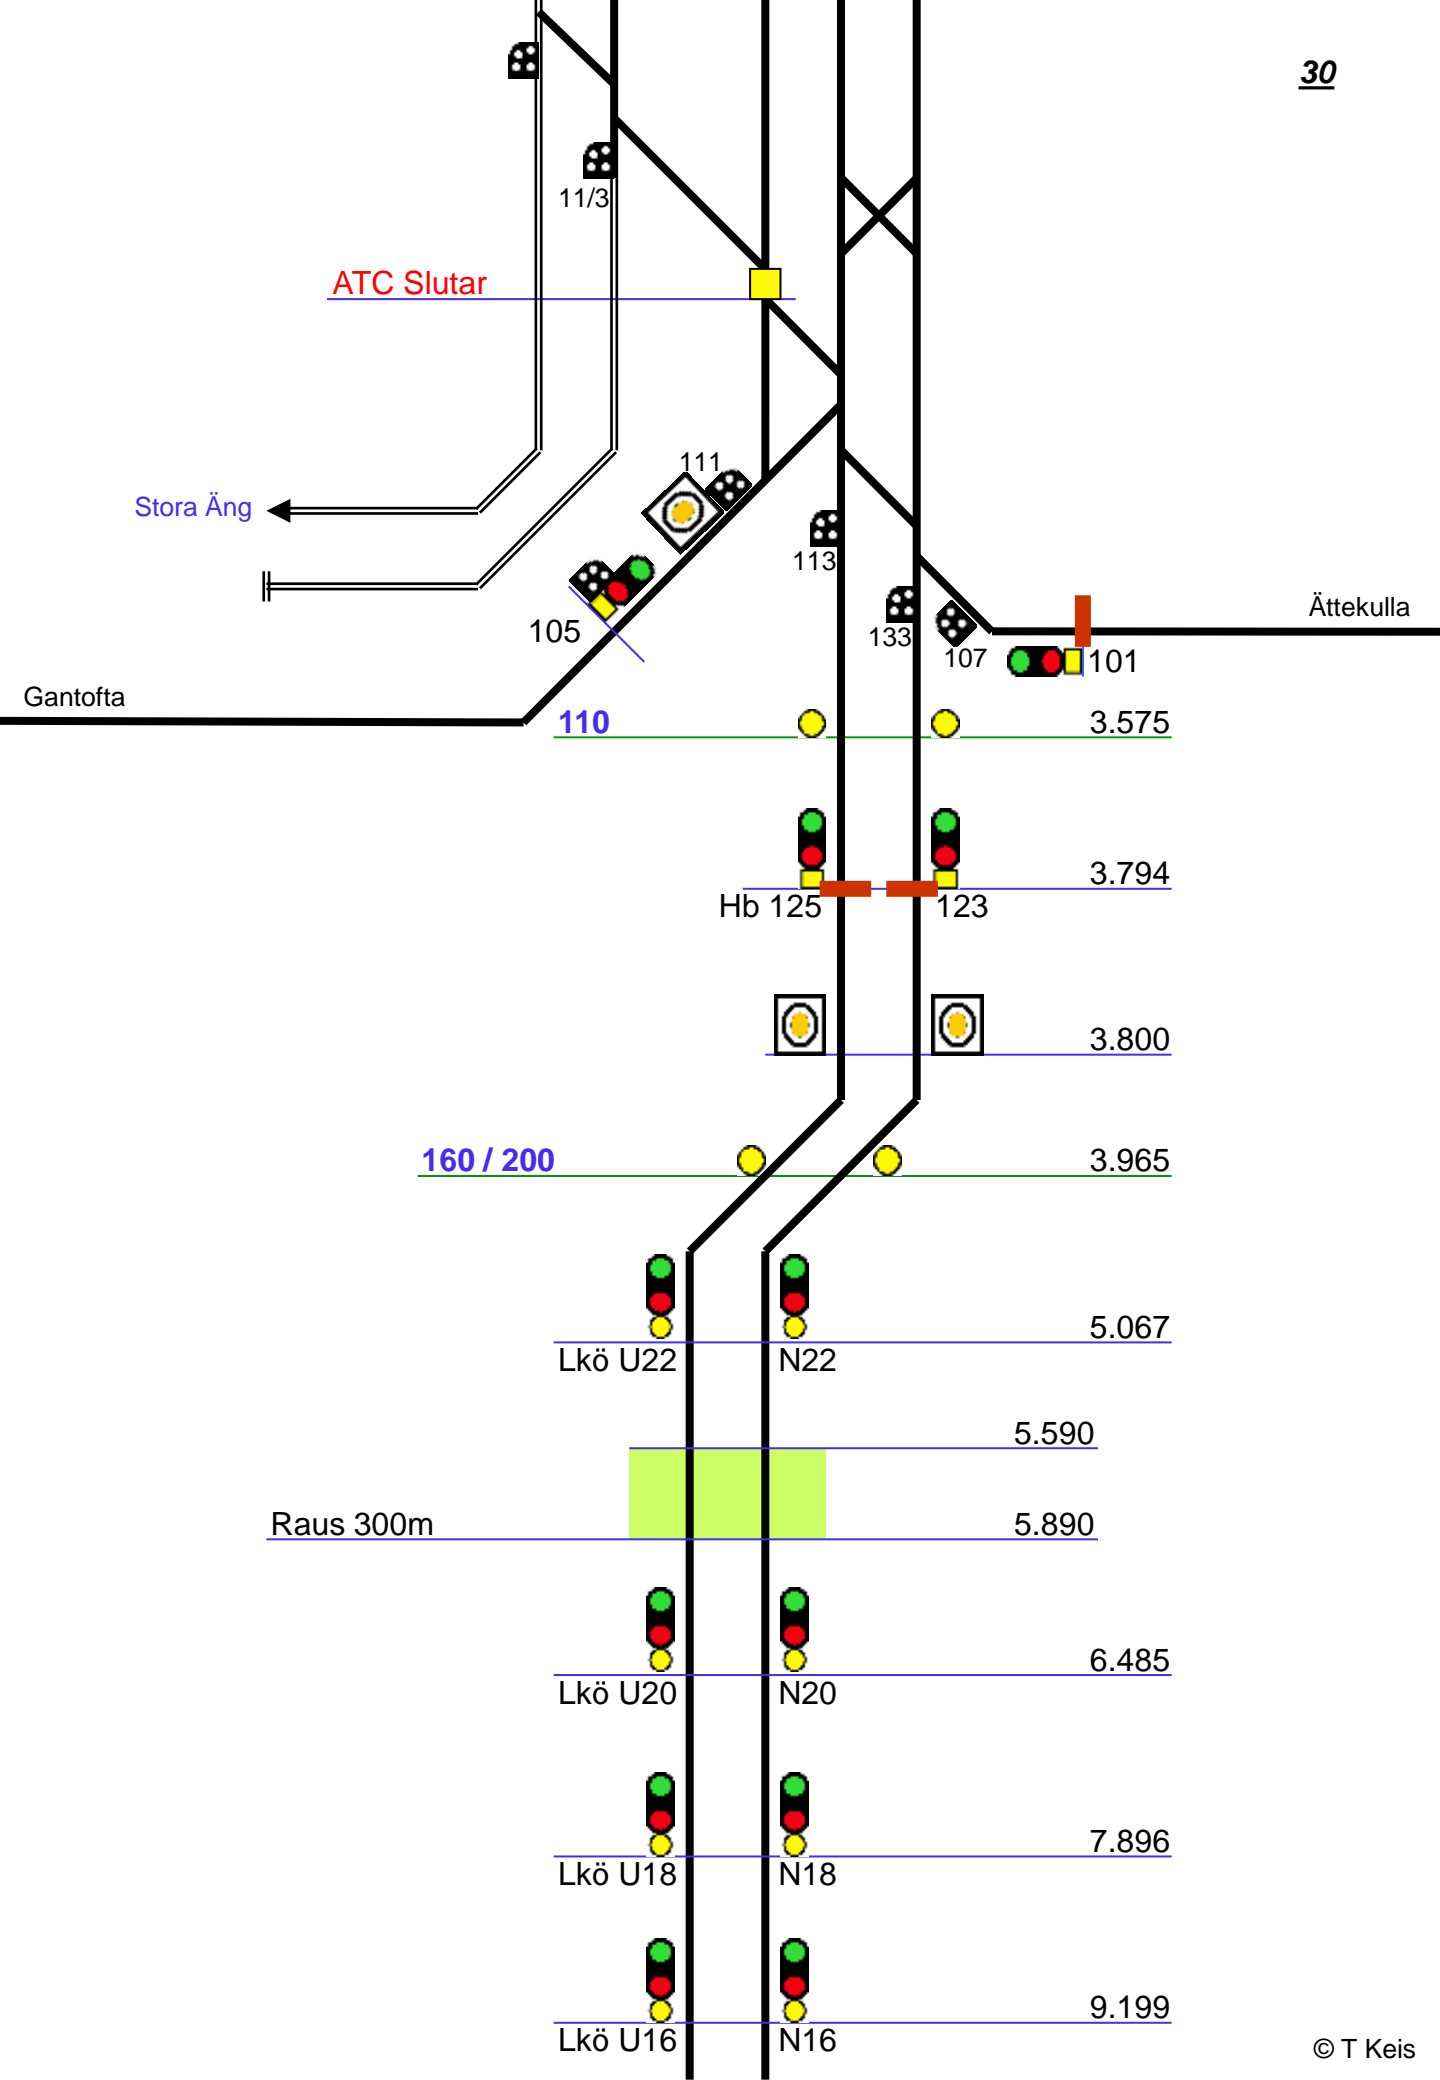 30
11/3
ATC Slutar
111
Stora Äng
113
105
133
107
101
Ättekulla
Gantofta
110
3.575
3.794
Hb 125
123
3.800
160 / 200
3.965
5.067
Lkö U22
N22
5.590
Raus 300m
5.890
6.485
Lkö U20
N20
7.896
Lkö U18
N18
9.199
Lkö U16
N16
© T Keis